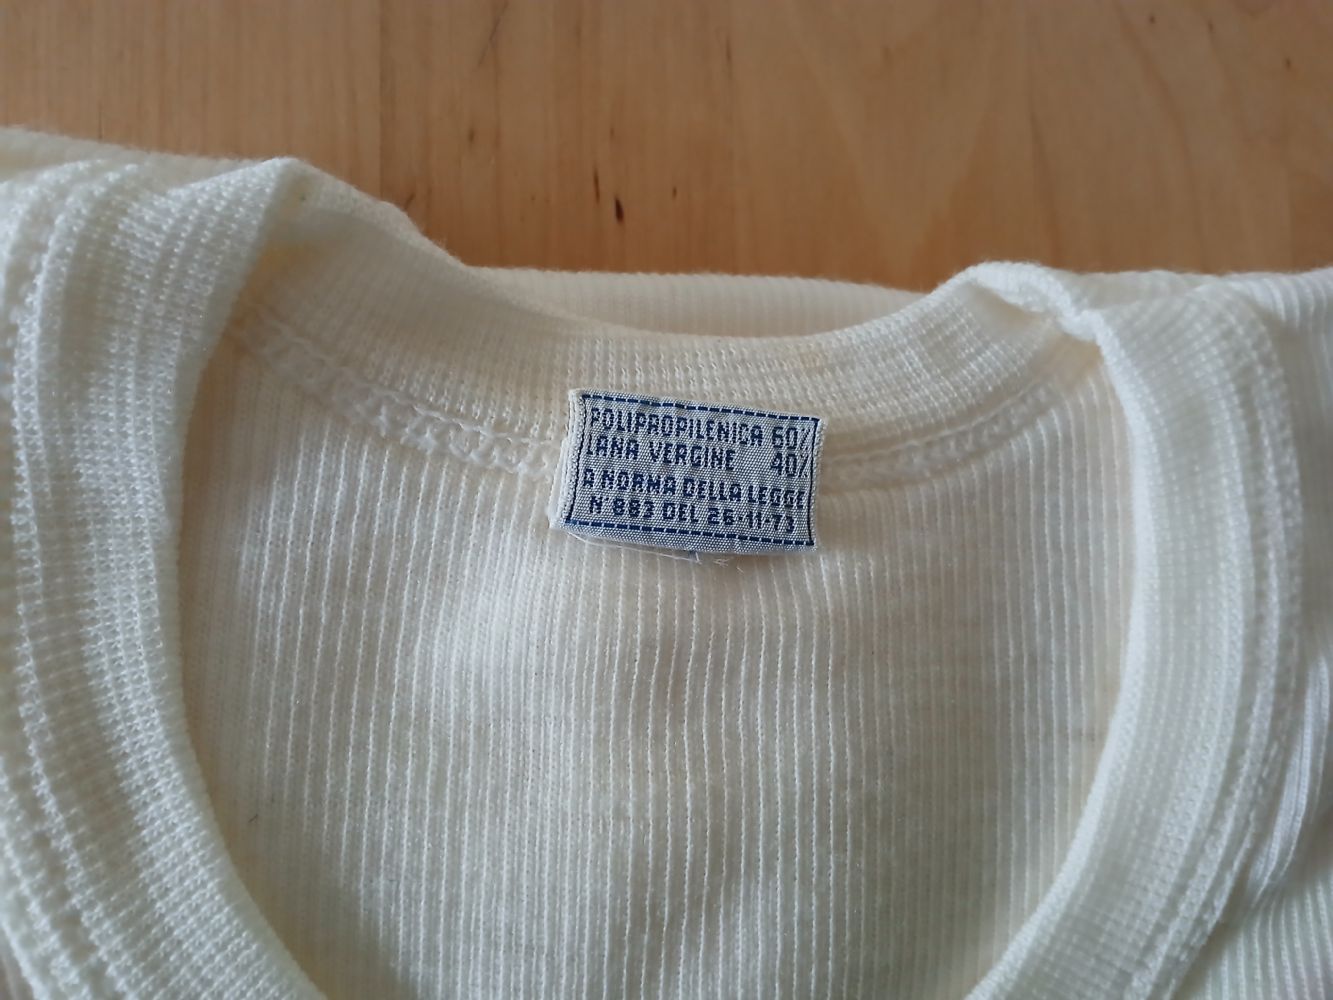 POLIPROPILENICA 60%
LANA VERGINE 40%
A NORMA DELLA LEGGE
N° 883 DEL 26-11-73